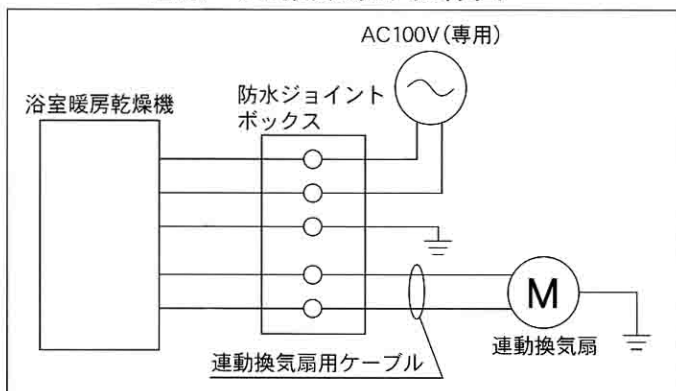 AC100V(専用)
浴室暖房乾燥機
防水ジョイント
ボックス
M
連動換気扇
連動換気扇用ケーブル